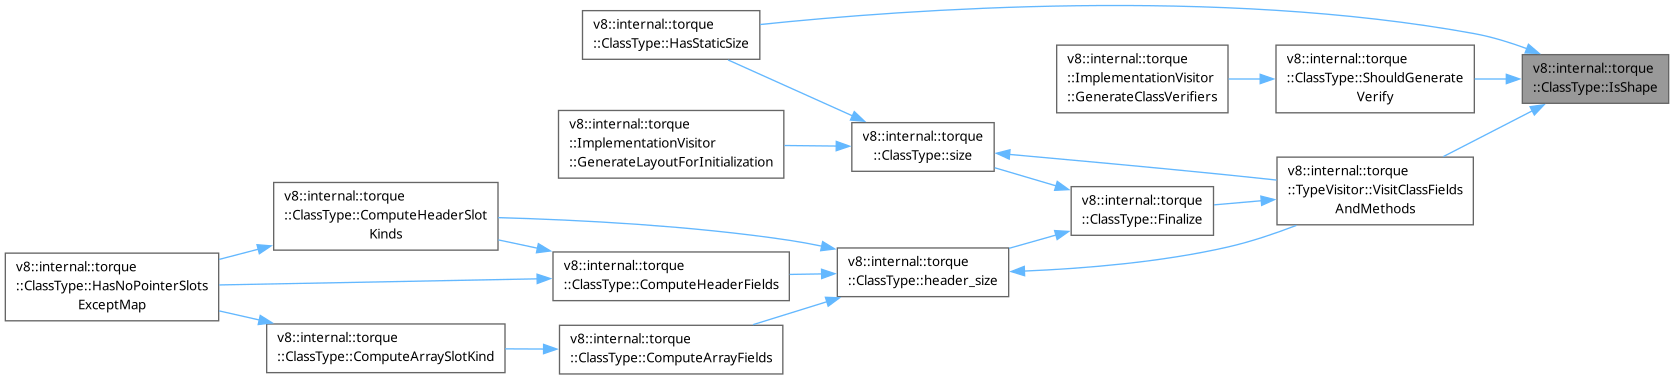 v8::internal::torque
::ClassType::HasStaticSize
v8::internal::torque
::ImplementationVisitor
::GenerateClassVerifiers
v8::internal::torque
::ClassType::ShouldGenerate
Verify
v8::internal::torque
::ClassType::IsShape
v8::internal::torque
::ImplementationVisitor
::GenerateLayoutForInitialization
v8::internal::torque
::ClassType::size
v8::internal::torque
::TypeVisitor::VisitClassFields
AndMethods
v8::internal::torque
::ClassType::ComputeHeaderSlot
Kinds
v8::internal::torque
::ClassType::Finalize
v8::internal::torque
::ClassType::HasNoPointerSlots
ExceptMap
v8::internal::torque
::ClassType::ComputeHeaderFields
v8::internal::torque
::ClassType::header_size
v8::internal::torque
::ClassType::ComputeArraySlotKind
v8::internal::torque
::ClassType::ComputeArrayFields